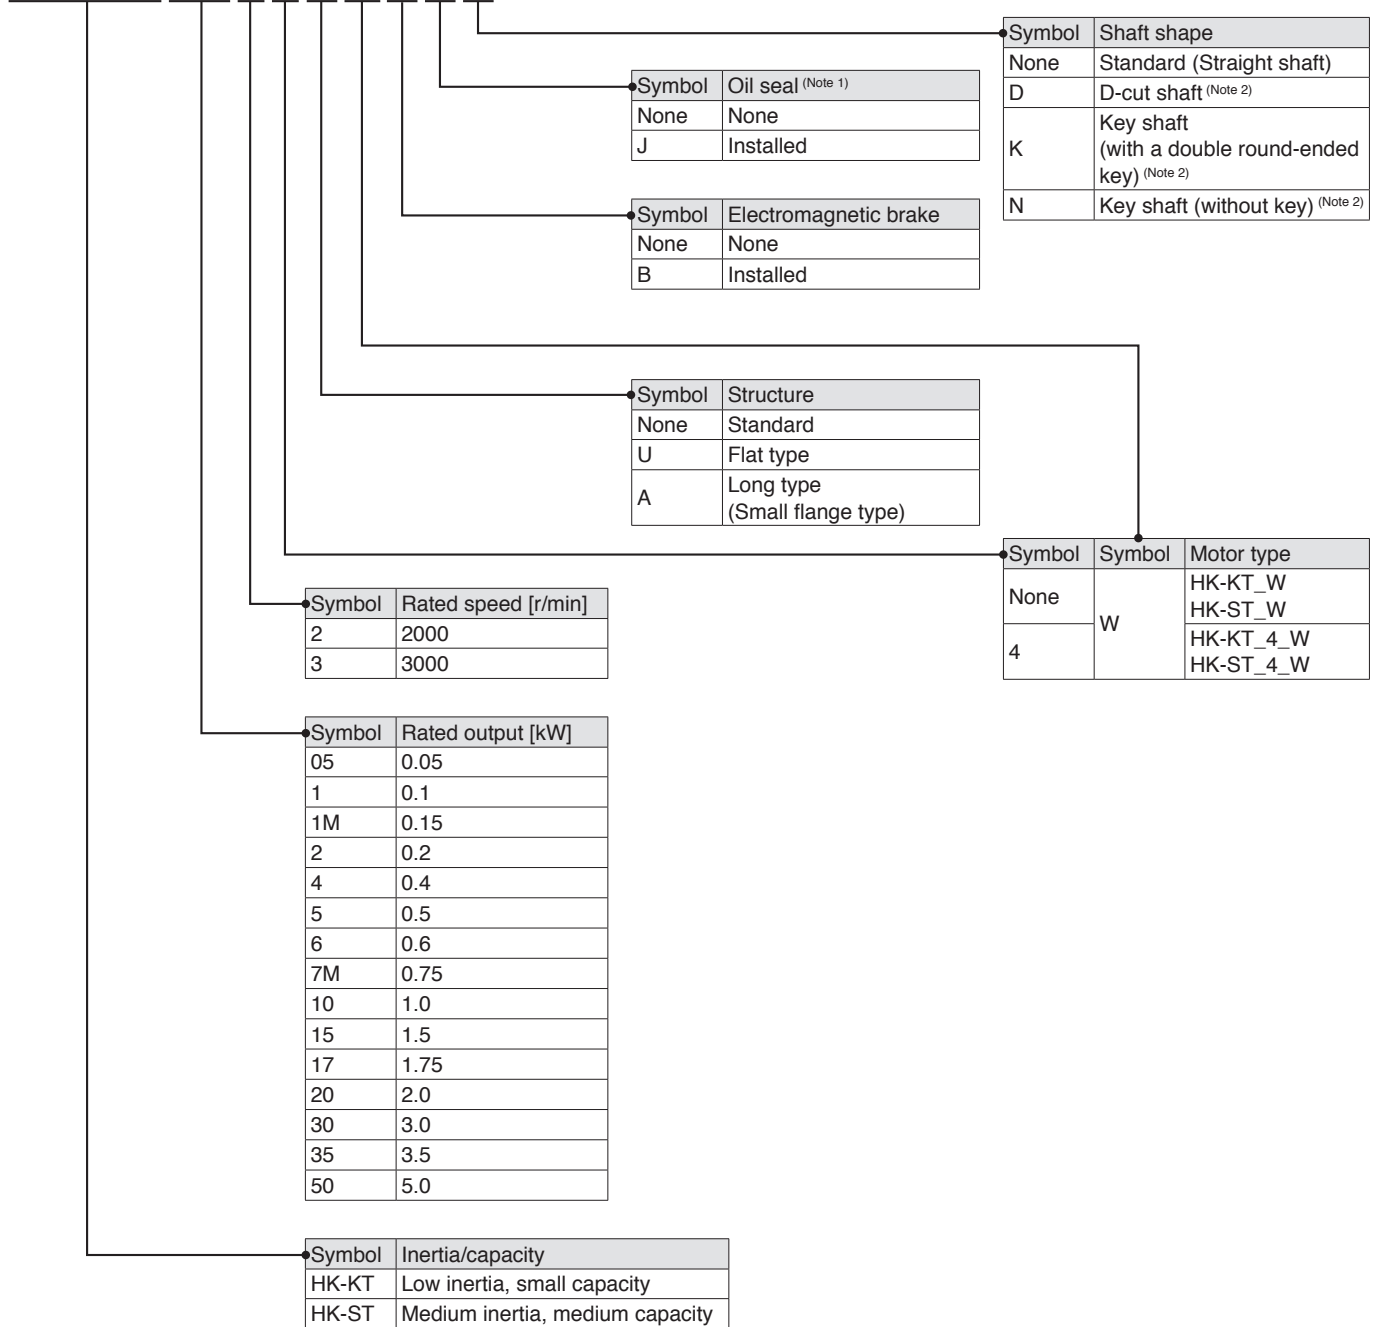 Symbol Shaft shape
None Standard (Straight shaft)
D D-cut shaft (Note 2)
K Key shaft
(with a double round-ended
key) (Note 2)
N Key shaft (without key) (Note 2)
Symbol Oil seal (Note 1)
None None
J Installed
Symbol Electromagnetic brake
None None
B Installed
Symbol Structure
None Standard
U Flat type
A Long type
(Small flange type)
Symbol Symbol Motor type
None W HK-KT_W
HK-ST_W
4 HK-KT_4_W
HK-ST_4_W
Symbol Rated speed [r/min]
2 2000
3 3000
Symbol Rated output [kW]
05 0.05
1 0.1
1M 0.15
2 0.2
4 0.4
5 0.5
6 0.6
7M 0.75
10 1.0
15 1.5
17 1.75
20 2.0
30 3.0
35 3.5
50 5.0
Symbol Inertia/capacity
HK-KT Low inertia, small capacity
HK-ST Medium inertia, medium capacity